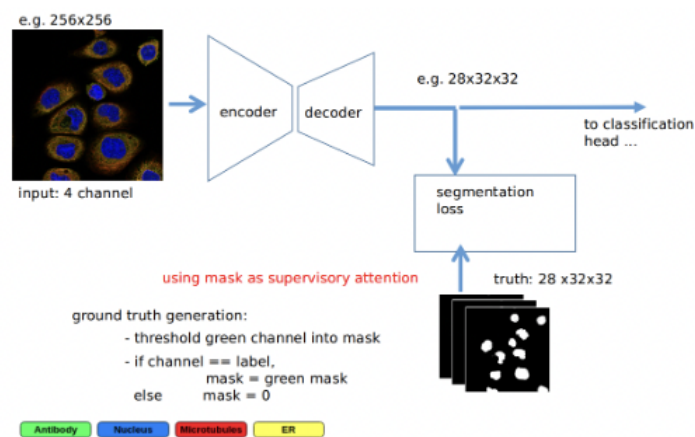 e.g. 256x256
encoder
decoder
e.g. 28x32x32
to classification
head ...
input: 4 channel
segmentation
loss
using mask as supervisory attention
truth: 28 x32x32
ground truth generation:
- threshold green channel into mask
- if channel == label,
mask = green mask
else mask = 0
Antibody Nucleus Microtubules ER